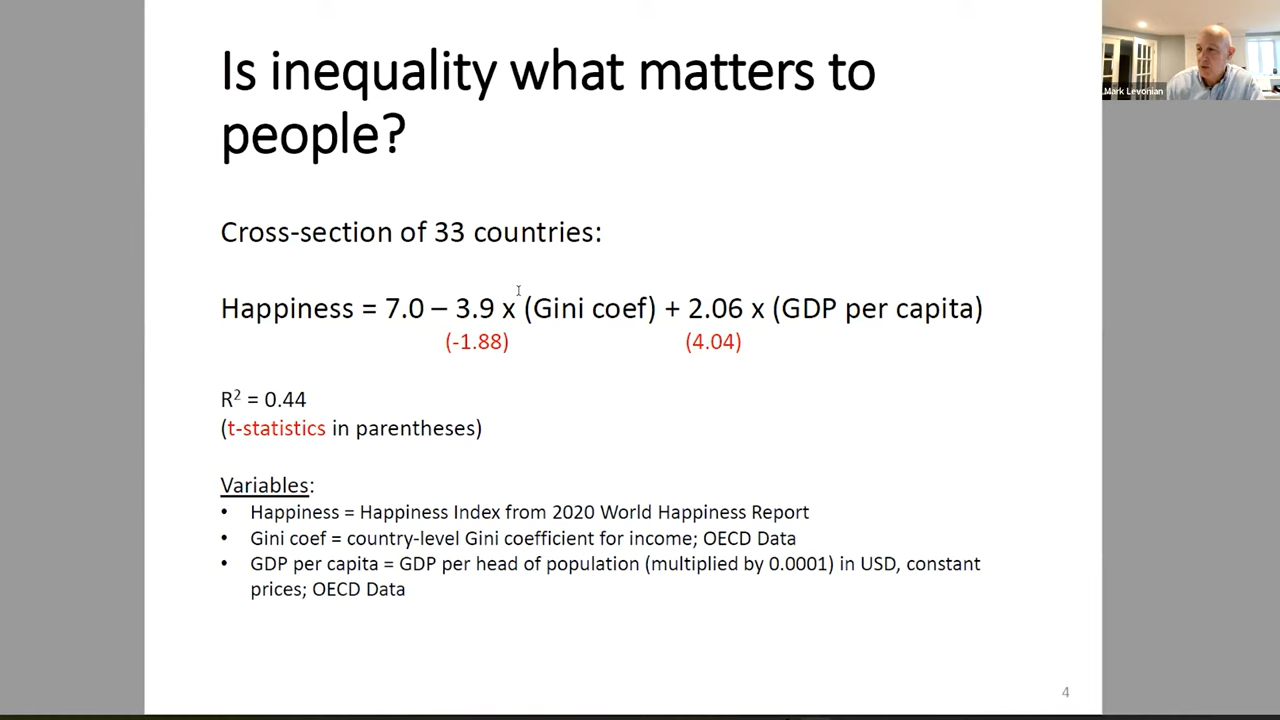 Is inequality what matters to
people?
Mark Levonian
Cross-section of 33 countries:
Happiness = 7.0 – 3.9 x (Gini coef) + 2.06 x (GDP per capita)
(-1.88) (4.04)
R² = 0.44
(t-statistics in parentheses)
Variables:
• Happiness = Happiness Index from 2020 World Happiness Report
• Gini coef = country-level Gini coefficient for income; OECD Data
• GDP per capita = GDP per head of population (multiplied by 0.0001) in USD, constant
prices; OECD Data
4